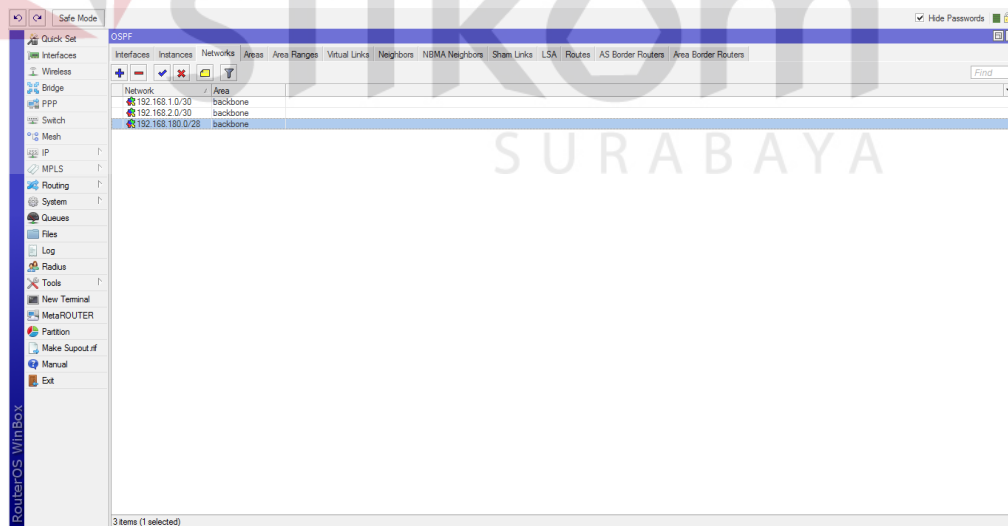 Safe Mode
Hide Passwords
Quick Set
Interfaces
Wireless
Bridge
PPP
Switch
Mesh
IP
MPLS
Routing
System
Queues
Files
Log
Radius
Tools
New Terminal
MetaROUTER
Partition
Make Supout.rif
Manual
Exit
RouterOS WinBox
OSPF
Interfaces Instances Networks Areas Area Ranges Virtual Links Neighbors NBMA Neighbors Sham Links LSA Routes AS Border Routers Area Border Routers
Find
Network / Area
192.168.1.0/30 backbone
192.168.2.0/30 backbone
192.168.180.0/28 backbone
3 items (1 selected)
stikom
SURABAYA